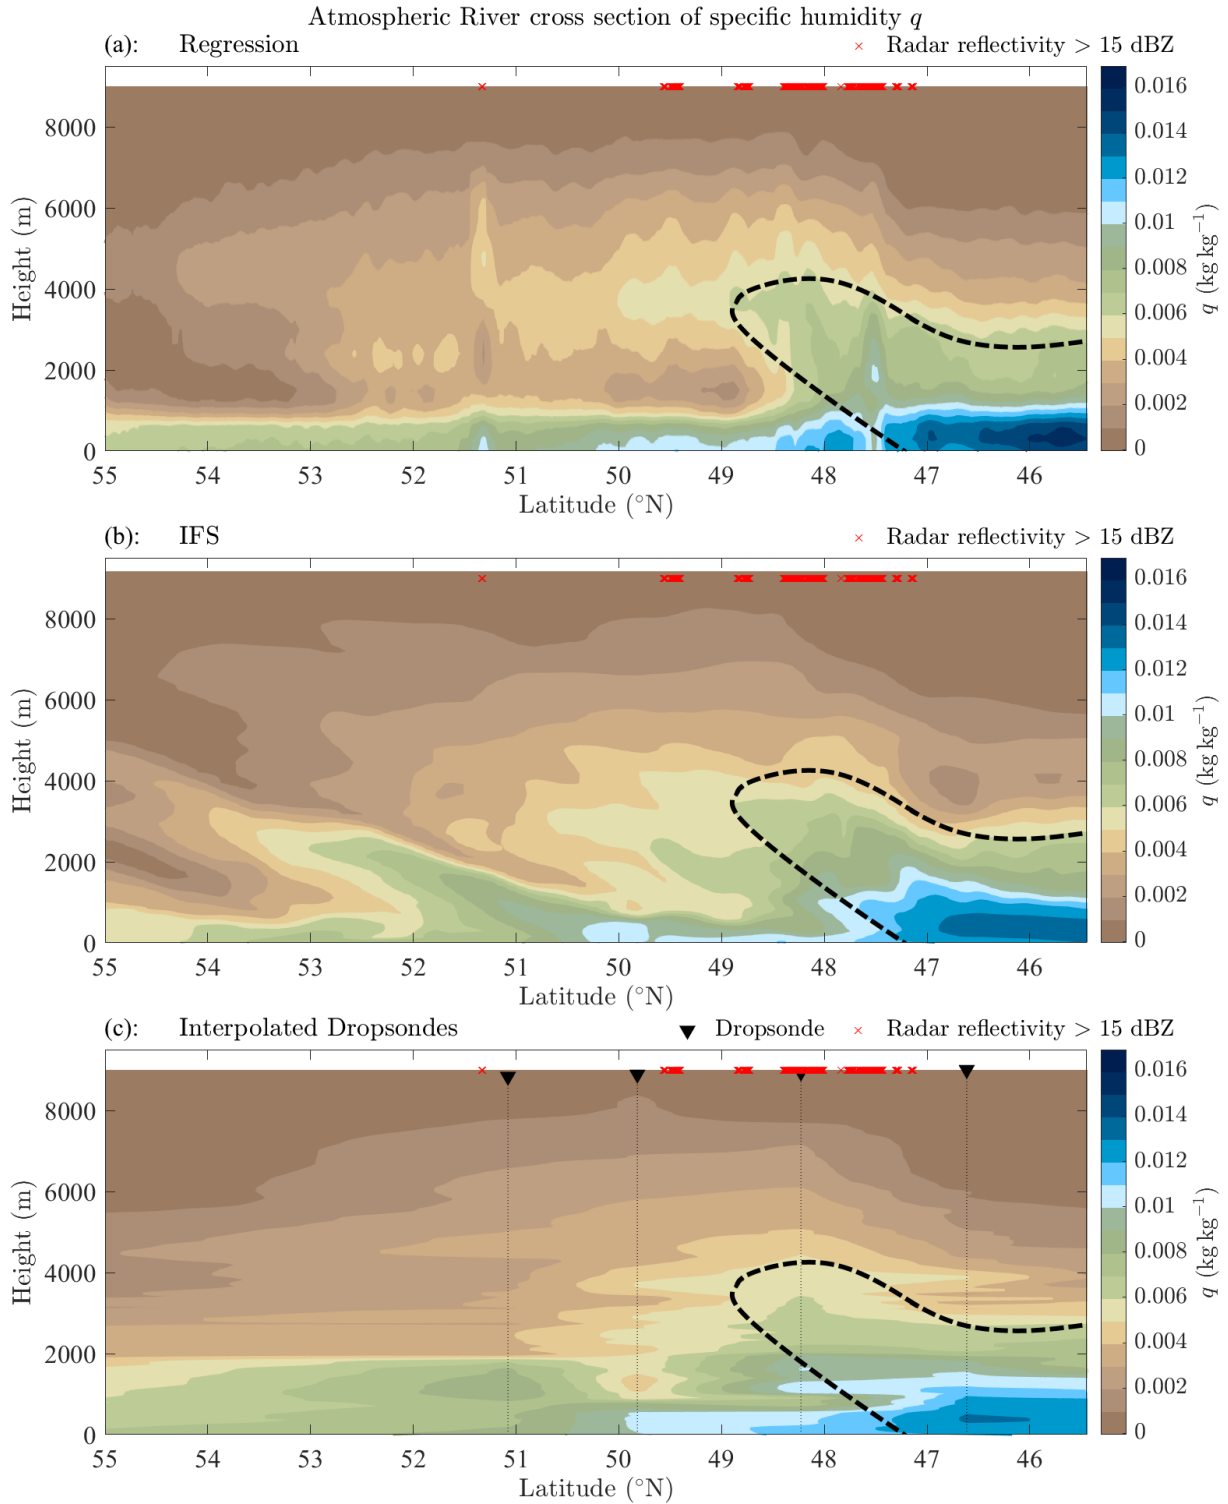 Atmospheric River cross section of specific humidity q
(a): Regression × Radar reflectivity > 15 dBZ
8000
6000
4000
2000
0
Height (m)
55 54 53 52 51 50 49 48 47 46
Latitude (°N)
0.016
0.014
0.012
0.01
0.008
0.006
0.004
0.002
0
q (kg kg⁻¹)
(b): IFS × Radar reflectivity > 15 dBZ
8000
6000
4000
2000
0
Height (m)
55 54 53 52 51 50 49 48 47 46
Latitude (°N)
0.016
0.014
0.012
0.01
0.008
0.006
0.004
0.002
0
q (kg kg⁻¹)
(c): Interpolated Dropsondes ▼ Dropsonde × Radar reflectivity > 15 dBZ
8000
6000
4000
2000
0
Height (m)
55 54 53 52 51 50 49 48 47 46
Latitude (°N)
0.016
0.014
0.012
0.01
0.008
0.006
0.004
0.002
0
q (kg kg⁻¹)